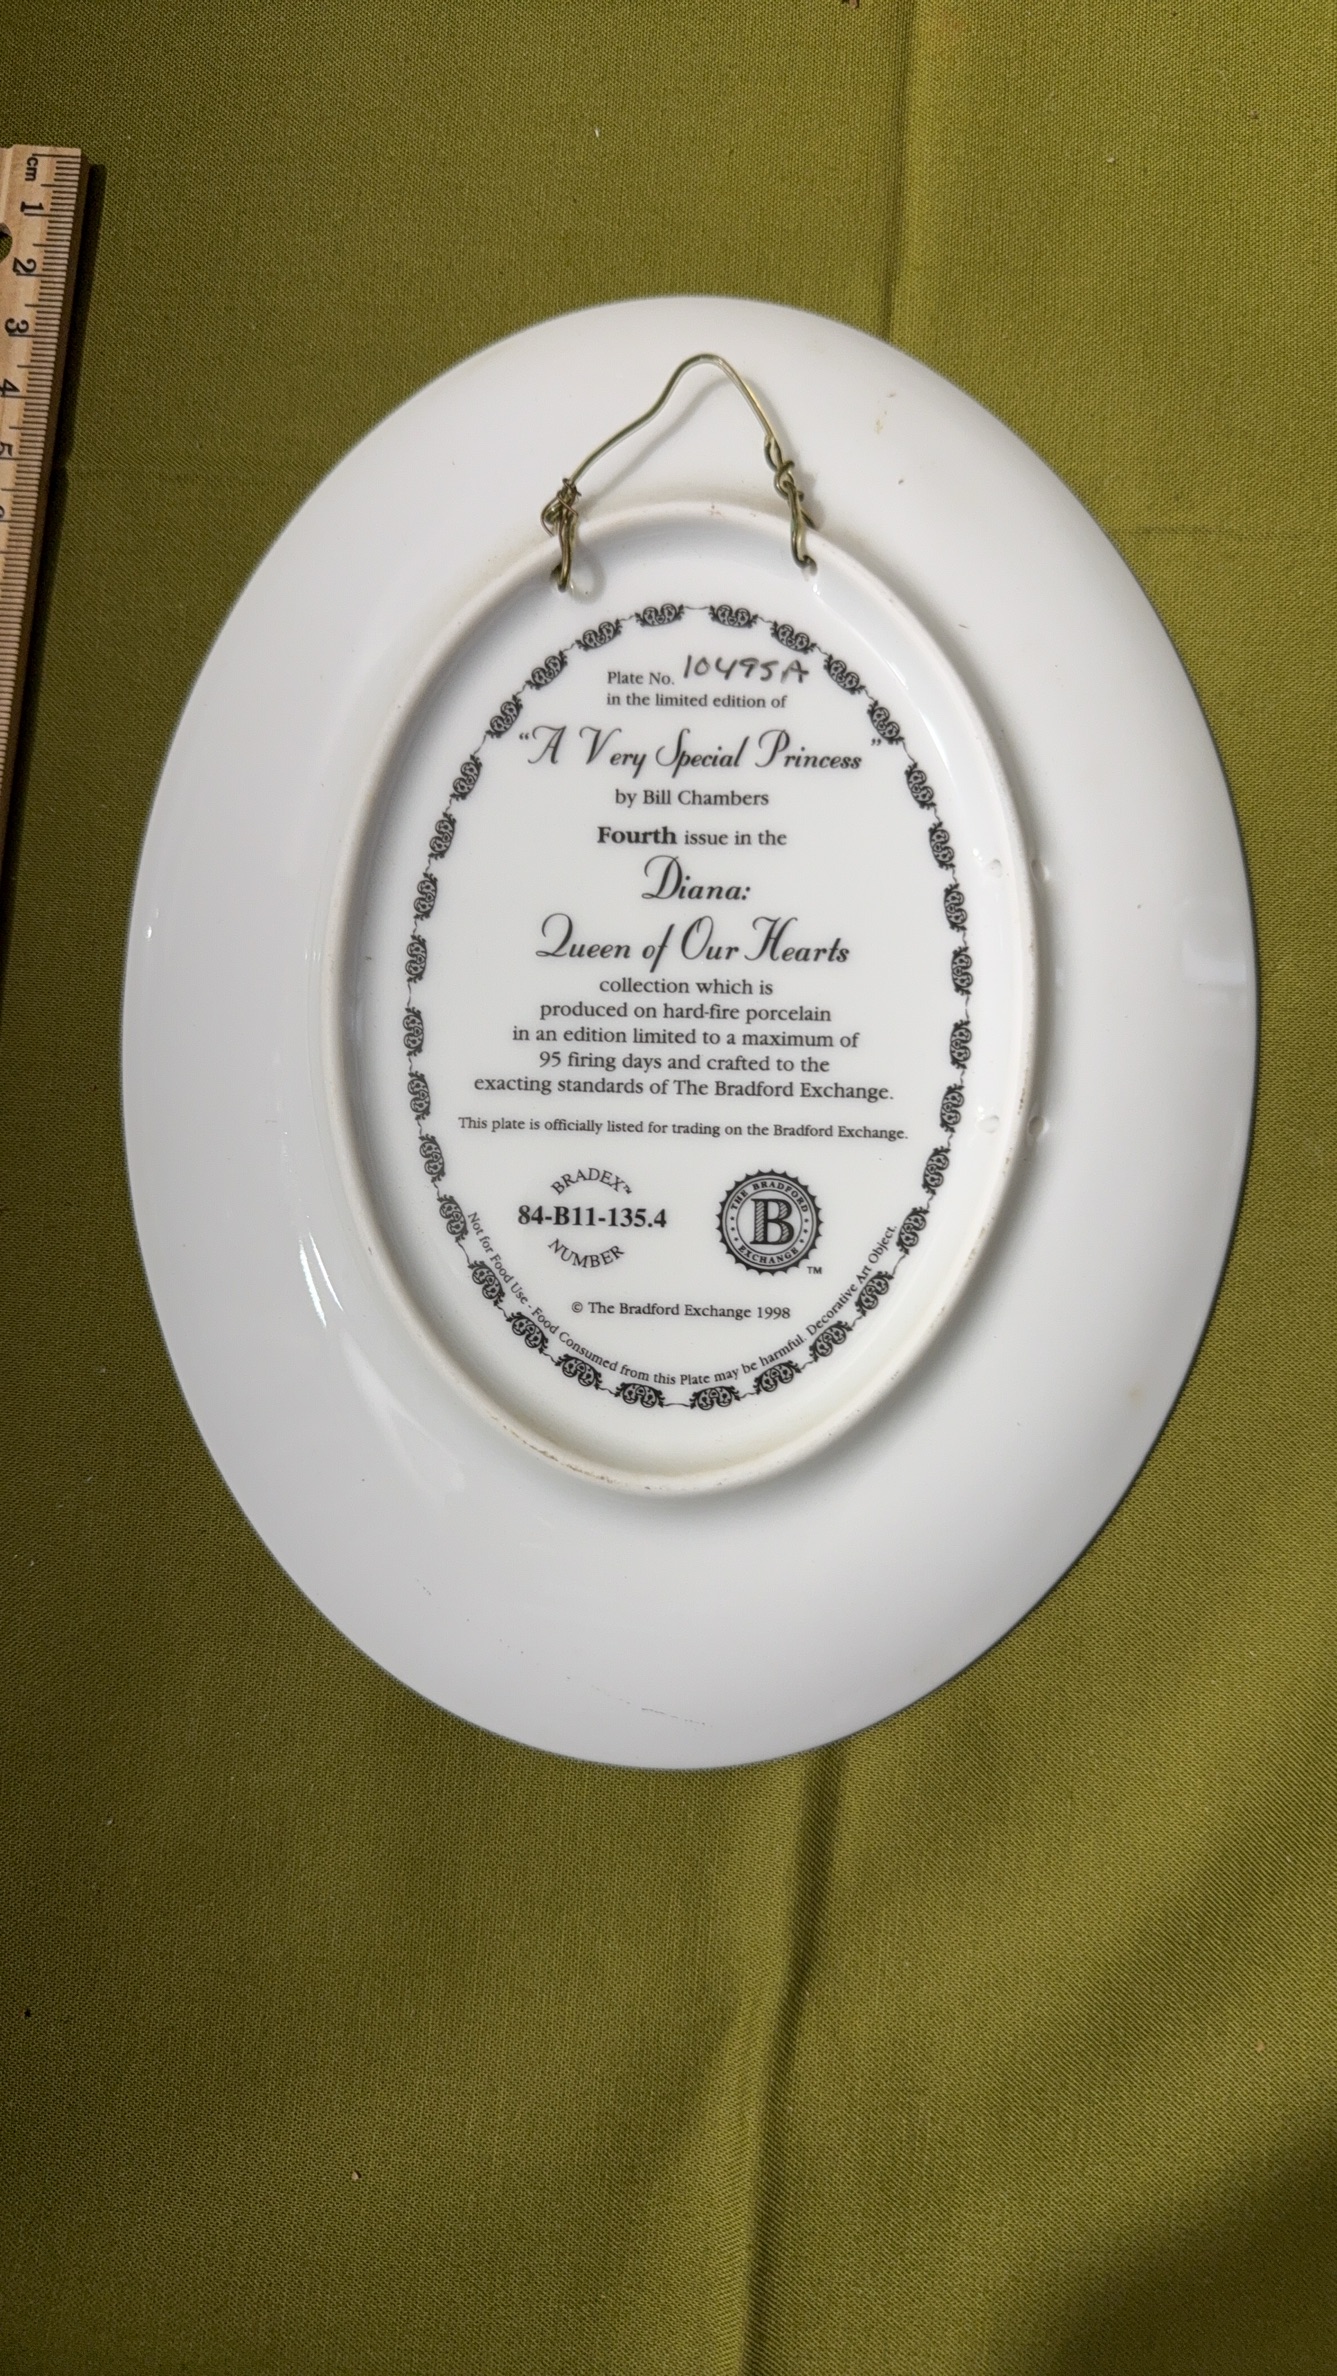 cm
1
2
3
4
5
6
Plate No. 10495A
in the limited edition of
"A Very Special Princess"
by Bill Chambers
Fourth issue in the
Diana:
Queen of Our Hearts
collection which is
produced on hard-fire porcelain
in an edition limited to a maximum of
95 firing days and crafted to the
exacting standards of The Bradford Exchange.
This plate is officially listed for trading on the Bradford Exchange.
BRADEX™
84-B11-135.4
NUMBER
THE BRADFORD
B
EXCHANGE
TM
© The Bradford Exchange 1998
Not for Food Use - Food Consumed from this Plate may be harmful. Decorative Art Object.